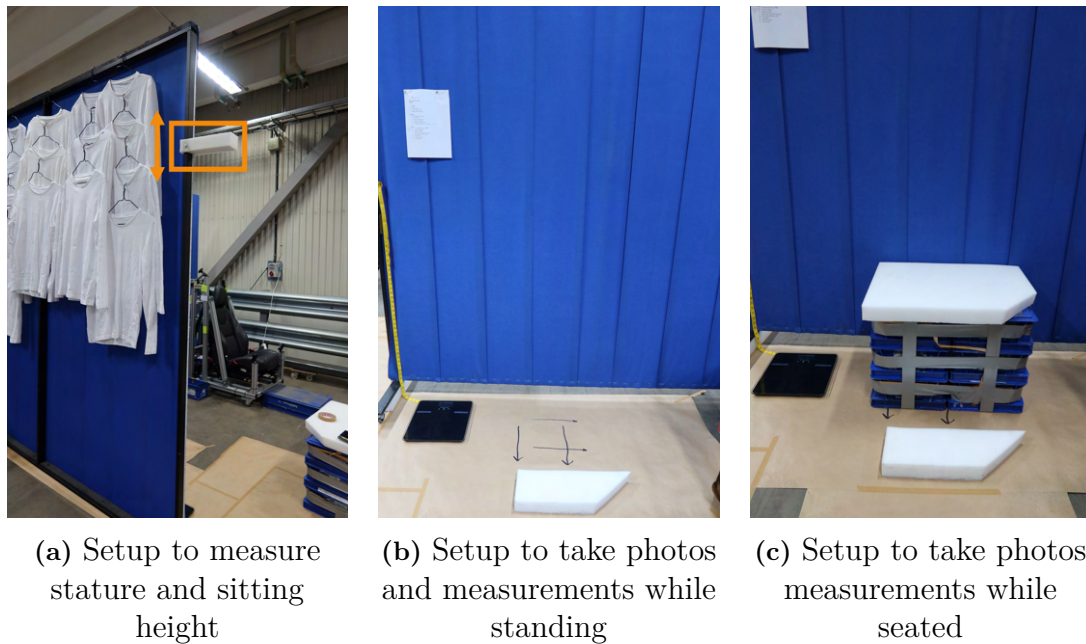 (a) Setup to measure
stature and sitting
height
(b) Setup to take photos
and measurements while
standing
(c) Setup to take photos
measurements while
seated